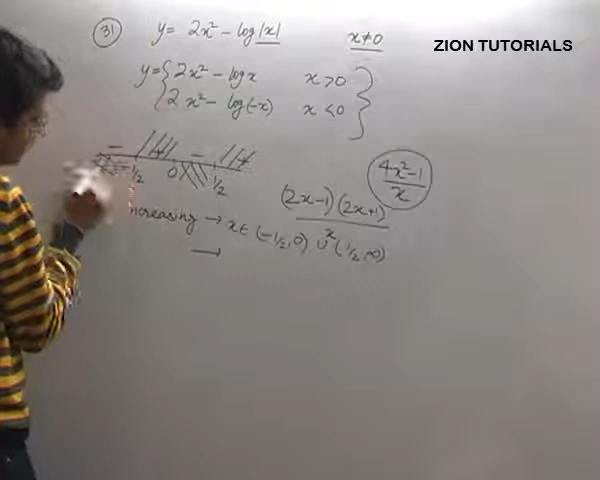 31 y = 2x² - log|x| x≠0
ZION TUTORIALS
y = { 2x² - log x x > 0
2x² - log(-x) x < 0 }
- + - +
-1/2 0 1/2
4x²-1 / x
(2x-1)(2x+1) / x
increasing → x ∈ (-1/2, 0) ∪ (1/2, ∞)
→